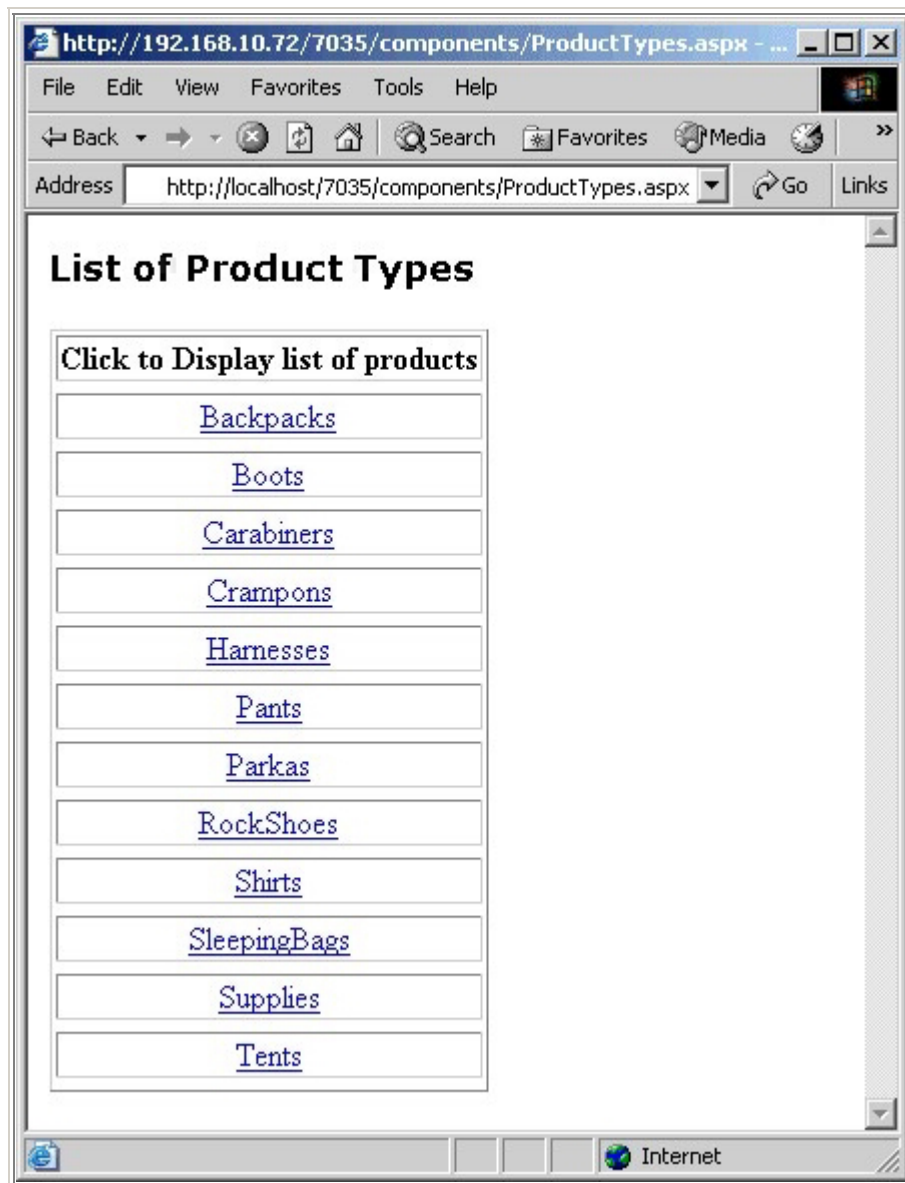 http://192.168.10.72/7035/components/ProductTypes.aspx - ...
File Edit View Favorites Tools Help
Back Search Favorites Media »
Address http://localhost/7035/components/ProductTypes.aspx Go Links
List of Product Types
Click to Display list of products
Backpacks
Boots
Carabiners
Crampons
Harnesses
Pants
Parkas
RockShoes
Shirts
SleepingBags
Supplies
Tents
Internet